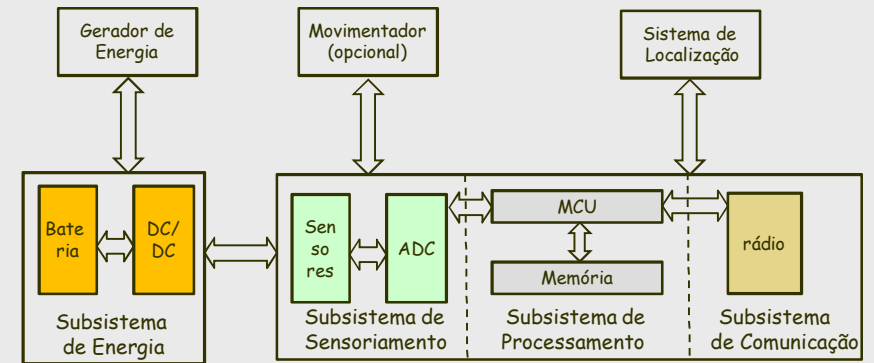 Gerador de
Energia
Movimentador
(opcional)
Sistema de
Localização
Bate
ria
DC/
DC
Subsistema
de Energia
Sen
so
res
ADC
Subsistema de
Sensoriamento
MCU
Memória
Subsistema de
Processamento
rádio
Subsistema
de Comunicação